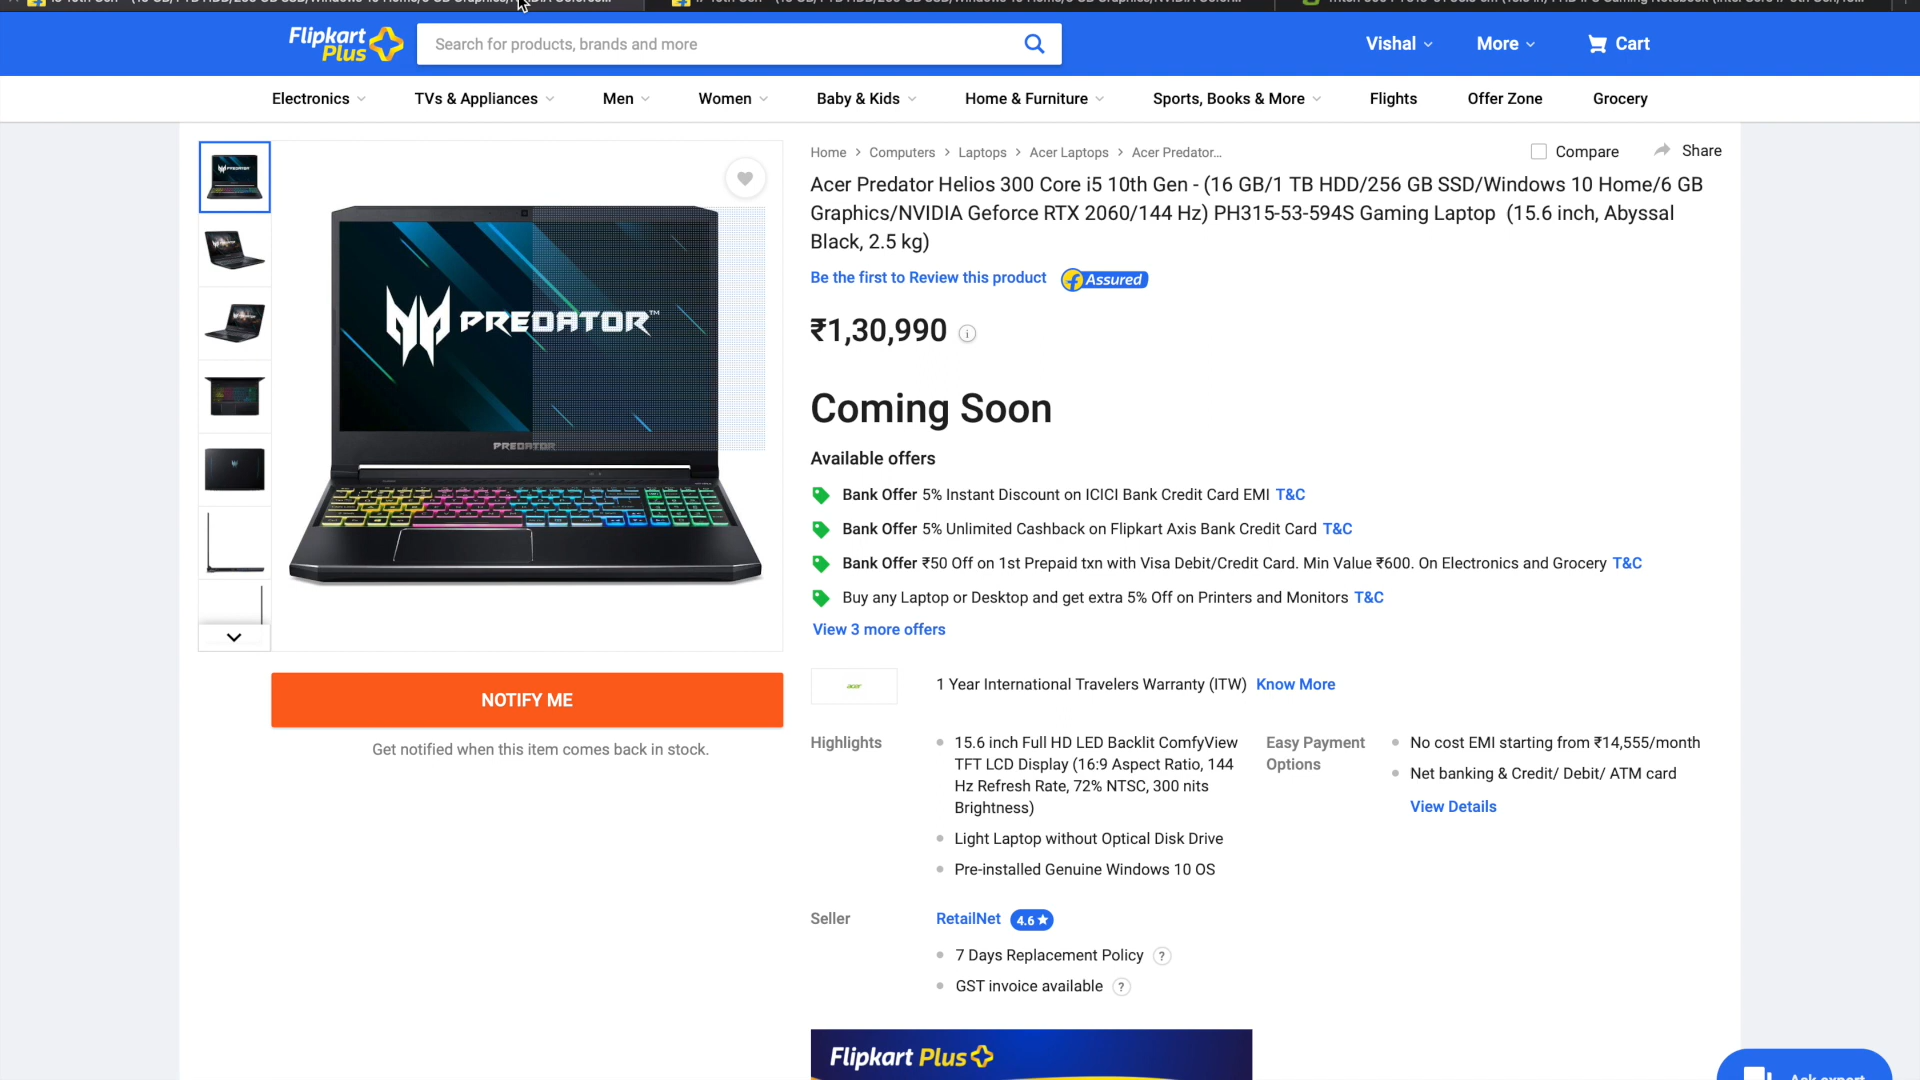 Flipkart
Plus
Search for products, brands and more
Vishal
More
Cart
Electronics
TVs & Appliances
Men
Women
Baby & Kids
Home & Furniture
Sports, Books & More
Flights
Offer Zone
Grocery
Home > Computers > Laptops > Acer Laptops > Acer Predator...
Compare
Share
Acer Predator Helios 300 Core i5 10th Gen - (16 GB/1 TB HDD/256 GB SSD/Windows 10 Home/6 GB
Graphics/NVIDIA Geforce RTX 2060/144 Hz) PH315-53-594S Gaming Laptop (15.6 inch, Abyssal
Black, 2.5 kg)
Be the first to Review this product
Assured
₹1,30,990
PREDATOR™
PREDATOR
Coming Soon
Available offers
Bank Offer 5% Instant Discount on ICICI Bank Credit Card EMI T&C
Bank Offer 5% Unlimited Cashback on Flipkart Axis Bank Credit Card T&C
Bank Offer ₹50 Off on 1st Prepaid txn with Visa Debit/Credit Card. Min Value ₹600. On Electronics and Grocery T&C
Buy any Laptop or Desktop and get extra 5% Off on Printers and Monitors T&C
View 3 more offers
NOTIFY ME
Get notified when this item comes back in stock.
acer
1 Year International Travelers Warranty (ITW) Know More
Highlights
15.6 inch Full HD LED Backlit ComfyView
TFT LCD Display (16:9 Aspect Ratio, 144
Hz Refresh Rate, 72% NTSC, 300 nits
Brightness)
Light Laptop without Optical Disk Drive
Pre-installed Genuine Windows 10 OS
Easy Payment
Options
No cost EMI starting from ₹14,555/month
Net banking & Credit/ Debit/ ATM card
View Details
Seller
RetailNet 4.6
7 Days Replacement Policy ?
GST invoice available ?
Flipkart Plus
Ask expert